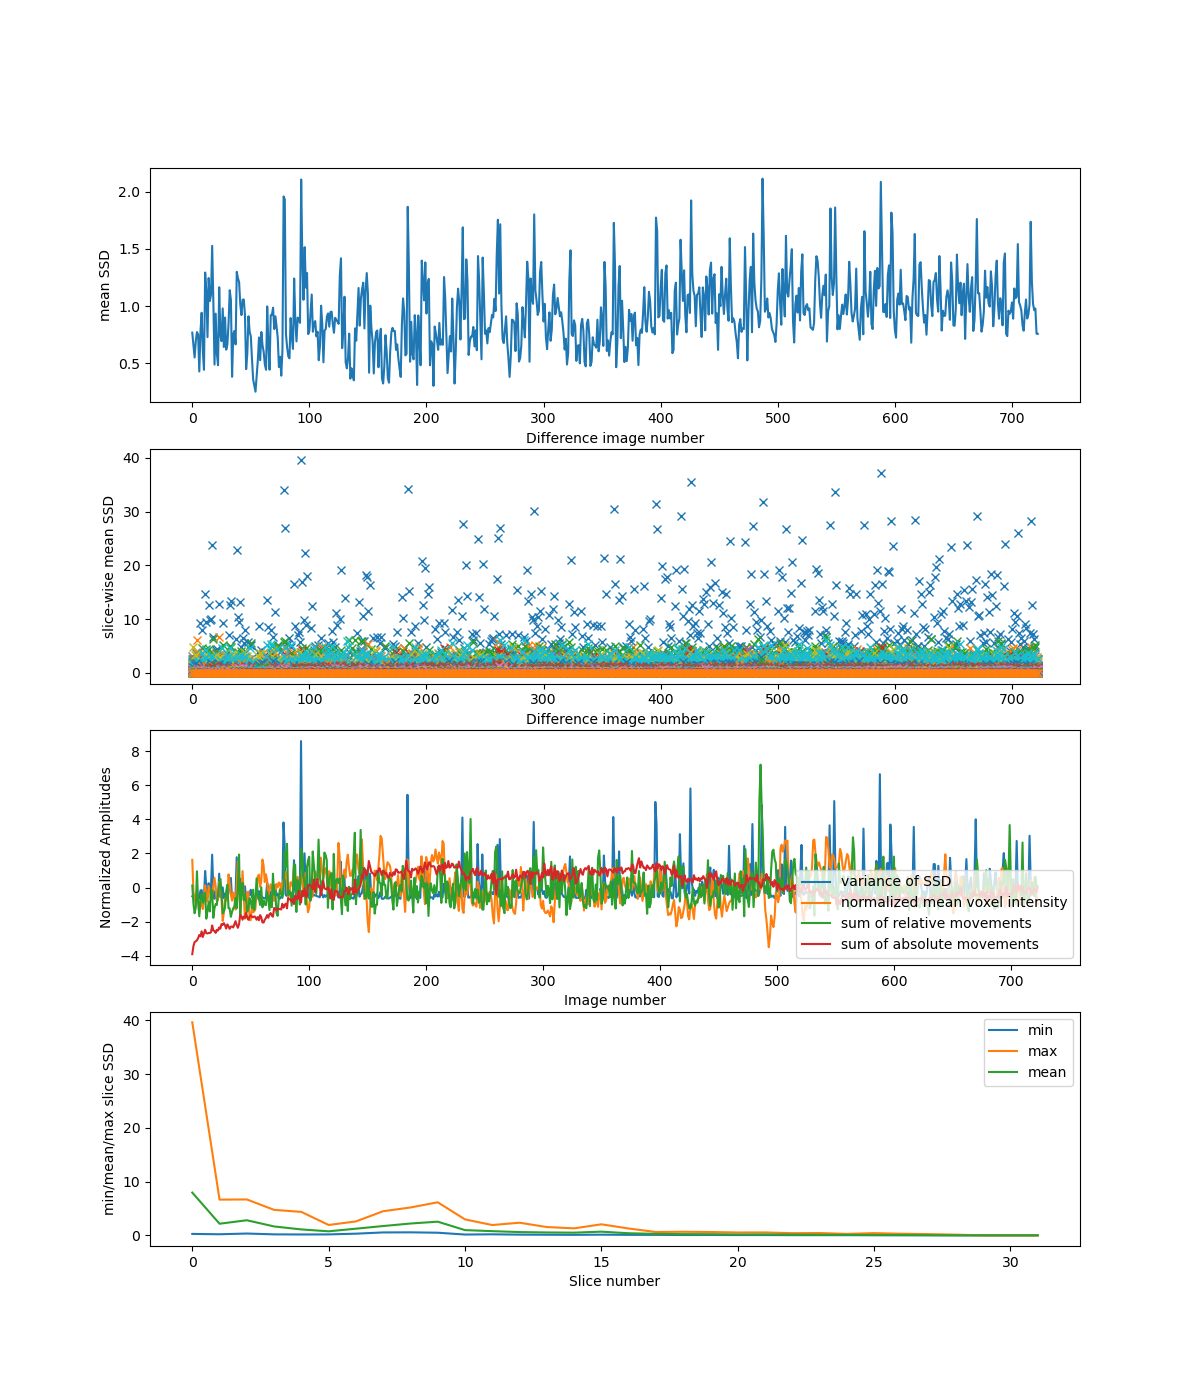 mean SSD
2.0
1.5
1.0
0.5
0 100 200 300 400 500 600 700
Difference image number
slice-wise mean SSD
40
30
20
10
0
0 100 200 300 400 500 600 700
Difference image number
Normalized Amplitudes
8
6
4
2
0
−2
−4
variance of SSD
normalized mean voxel intensity
sum of relative movements
sum of absolute movements
0 100 200 300 400 500 600 700
Image number
min/mean/max slice SSD
40
30
20
10
0
min
max
mean
0 5 10 15 20 25 30
Slice number